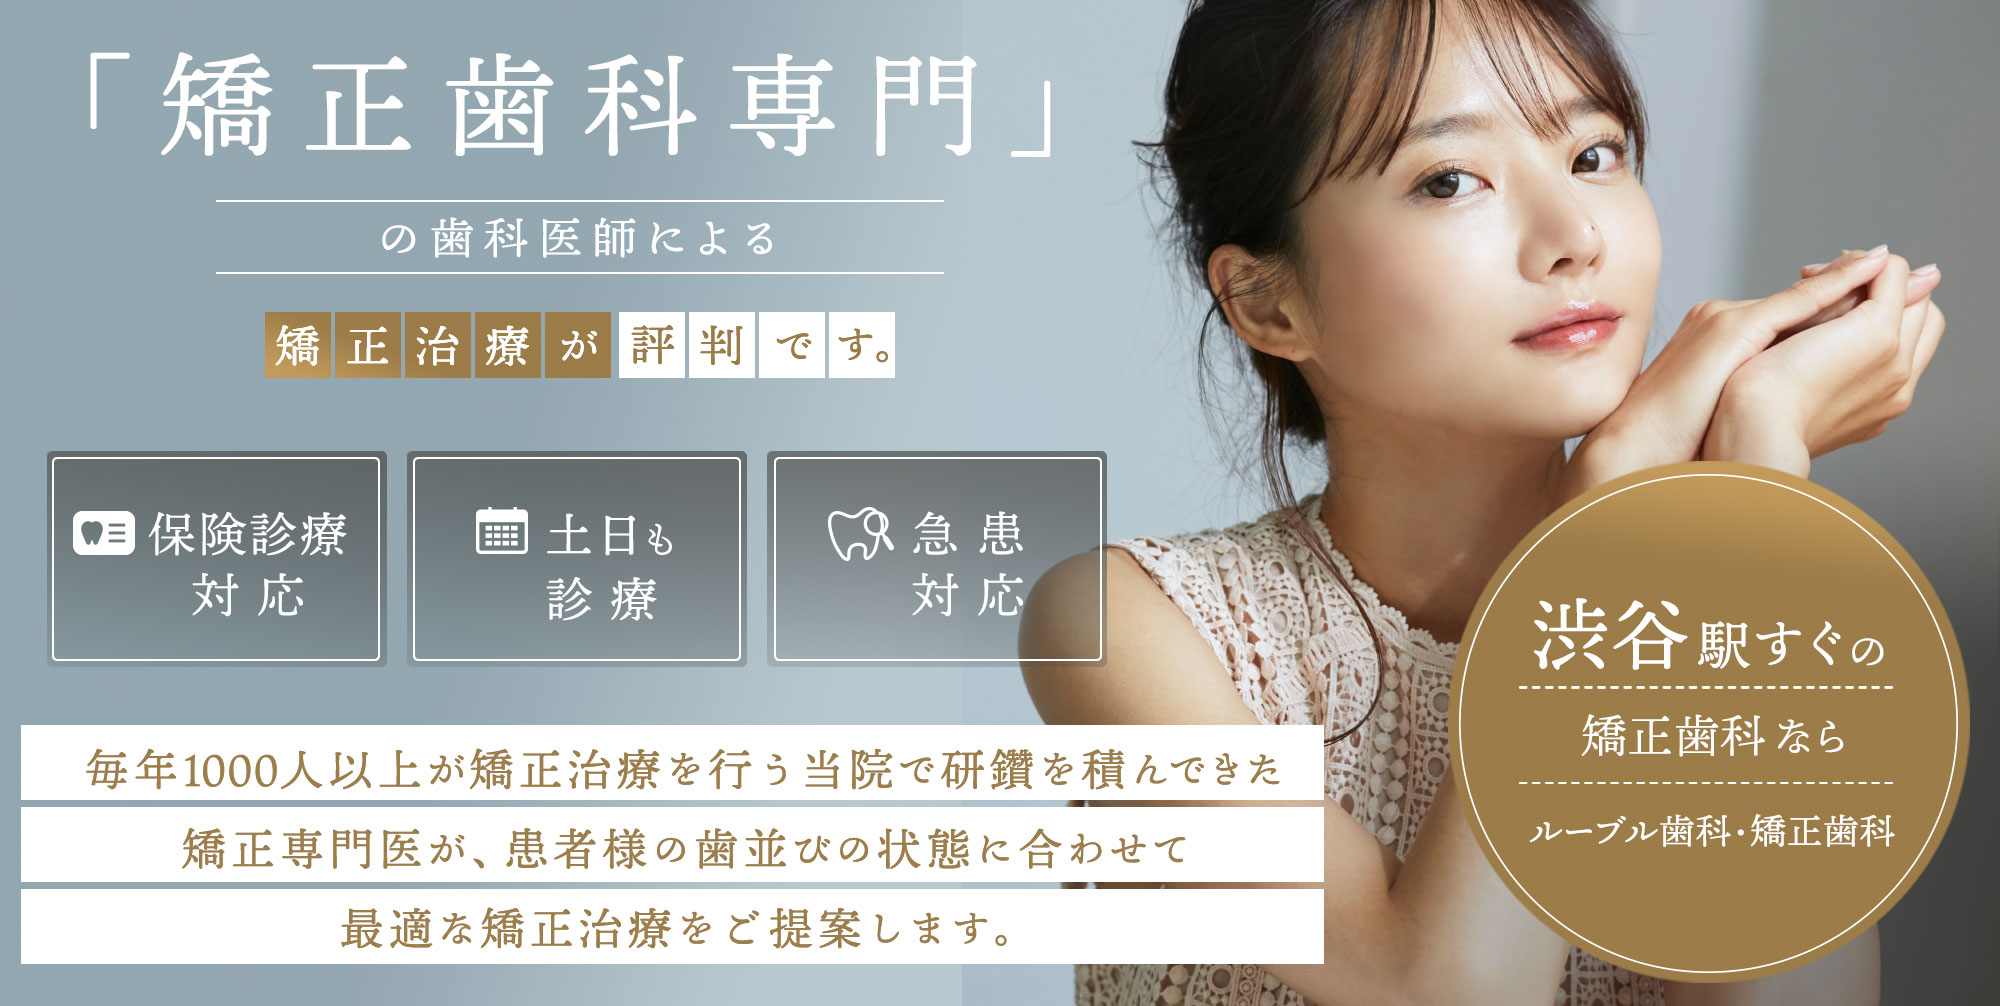 「矯正歯科専門」
の歯科医師による
矯正治療が評判です。
保険診療
対応
土日も
診療
急患
対応
毎年1000人以上が矯正治療を行う当院で研鑽を積んできた
矯正専門医が、患者様の歯並びの状態に合わせて
最適な矯正治療をご提案します。
渋谷駅すぐの
矯正歯科なら
ルーブル歯科・矯正歯科